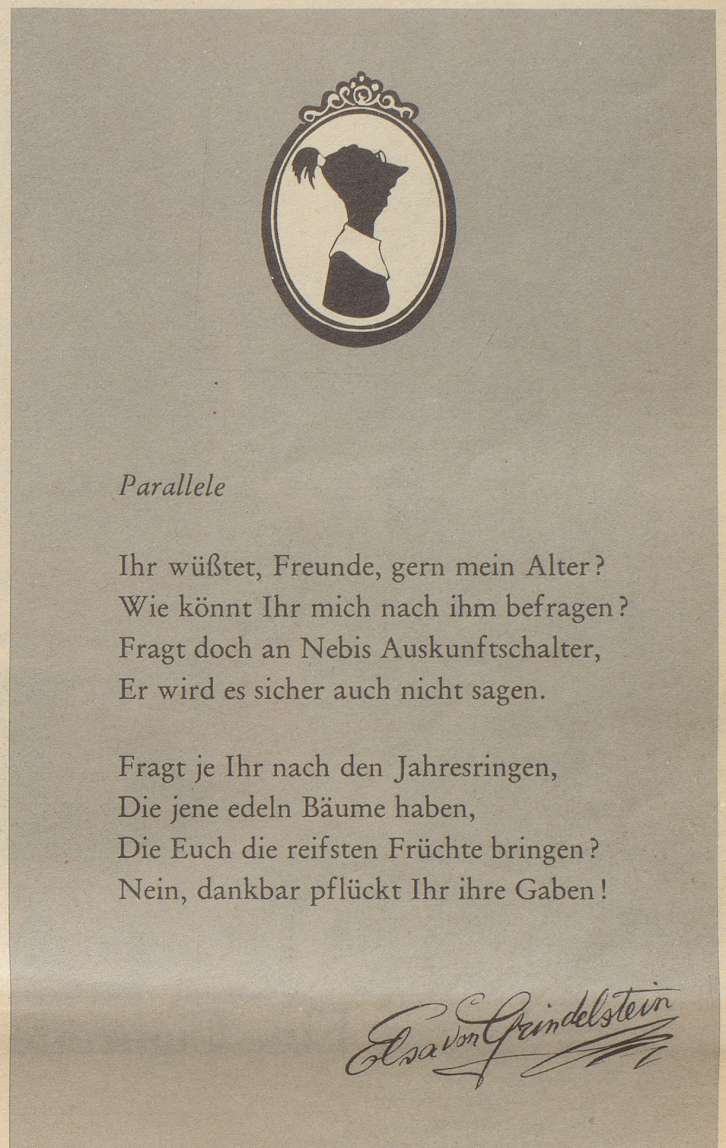 Parallele
Ihr wüßtet, Freunde, gern mein Alter?
Wie könnt Ihr mich nach ihm befragen?
Fragt doch an Nebis Auskunftschalter,
Er wird es sicher auch nicht sagen.
Fragt je Ihr nach den Jahresringen,
Die jene edeln Bäume haben,
Die Euch die reifsten Früchte bringen?
Nein, dankbar pflückt Ihr ihre Gaben!
Elsa von Grindelstein